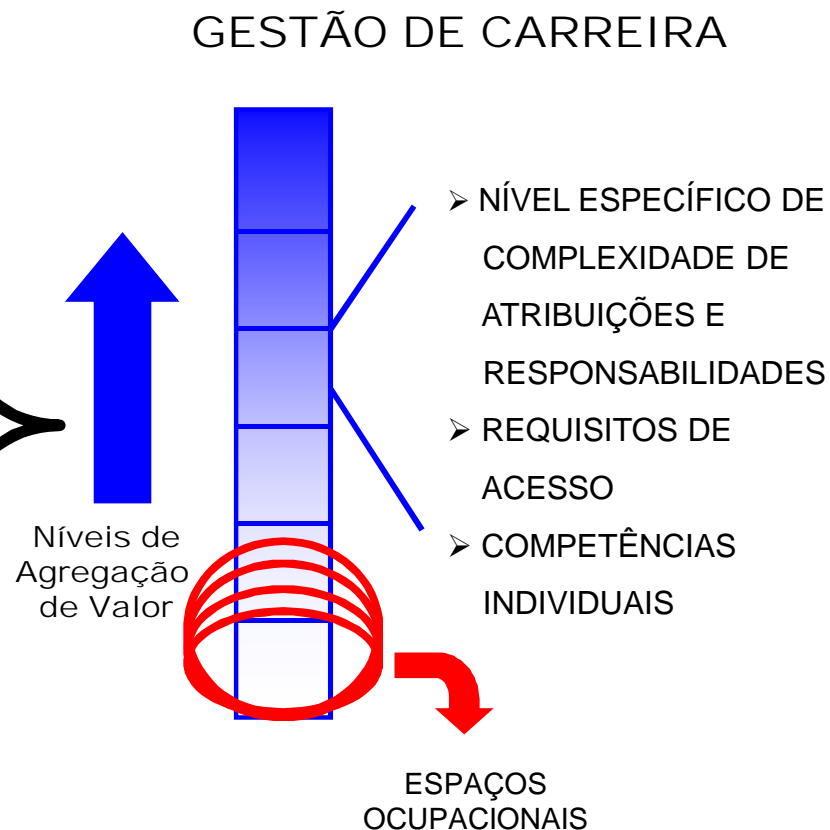 GESTÃO DE CARREIRA
➢ NÍVEL ESPECÍFICO DE
COMPLEXIDADE DE
ATRIBUIÇÕES E
RESPONSABILIDADES
➢ REQUISITOS DE
ACESSO
➢ COMPETÊNCIAS
INDIVIDUAIS
Níveis de
Agregação
de Valor
ESPAÇOS
OCUPACIONAIS